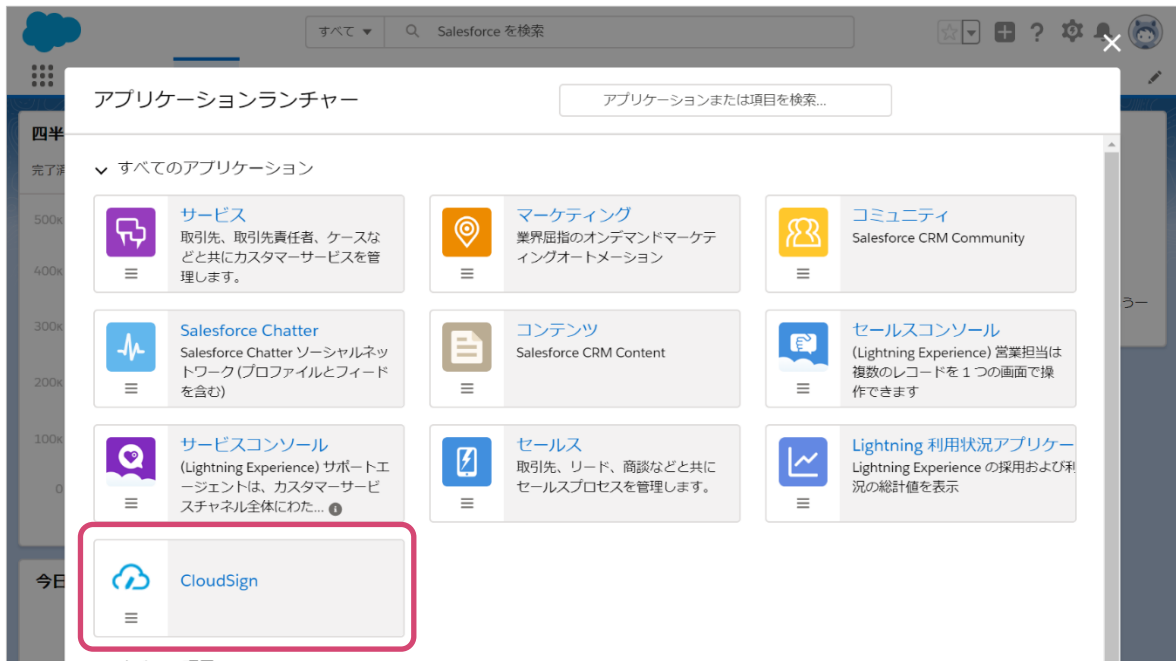 すべて
Salesforce を検索
アプリケーションランチャー
アプリケーションまたは項目を検索...
四半
完了済
500K
400K
300K
200K
100K
0
今日
うー
すべてのアプリケーション
サービス
取引先、取引先責任者、ケースな
どと共にカスタマーサービスを管
理します。
マーケティング
業界屈指のオンデマンドマーケテ
ィングオートメーション
コミュニティ
Salesforce CRM Community
Salesforce Chatter
Salesforce Chatter ソーシャルネッ
トワーク (プロファイルとフィード
を含む)
コンテンツ
Salesforce CRM Content
セールスコンソール
(Lightning Experience) 営業担当は
複数のレコードを 1 つの画面で操
作できます
サービスコンソール
(Lightning Experience) サポートエ
ージェントは、カスタマーサービ
スチャネル全体にわた...
セールス
取引先、リード、商談などと共に
セールスプロセスを管理します。
Lightning 利用状況アプリケー
Lightning Experience の採用および利
況の総計値を表示
CloudSign